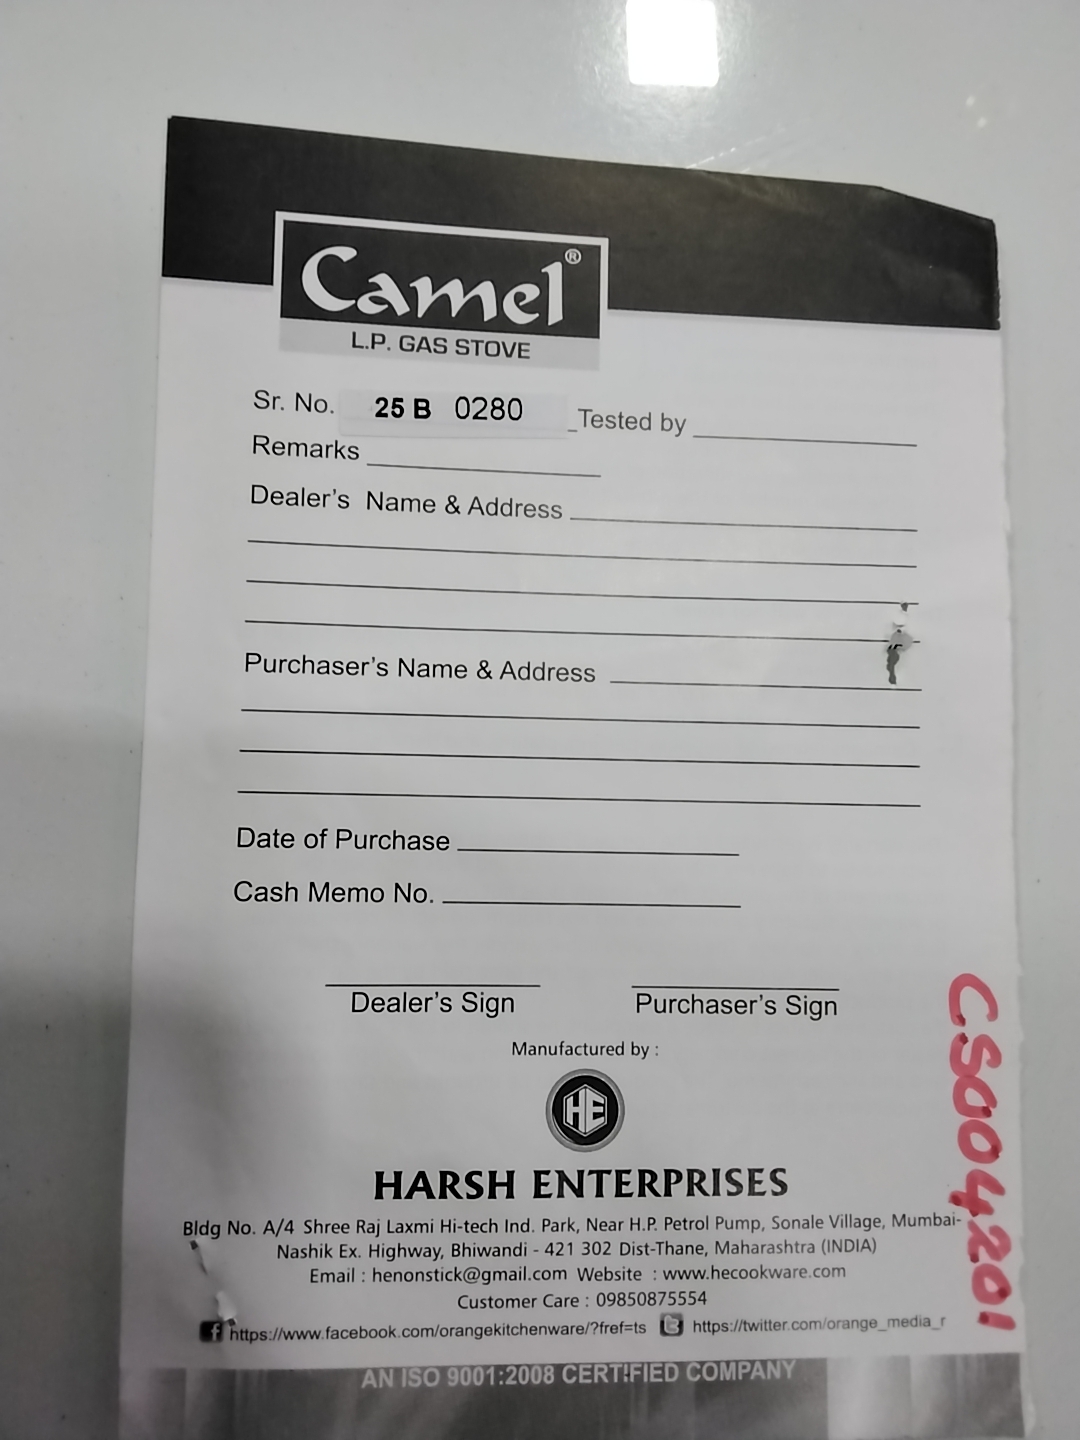 Camel®
L.P. GAS STOVE
Sr. No. 25 B 0280 Tested by
Remarks
Dealer's Name & Address
Purchaser's Name & Address
Date of Purchase
Cash Memo No.
Dealer's Sign Purchaser's Sign
Manufactured by :
HE
HARSH ENTERPRISES
Bldg No. A/4 Shree Raj Laxmi Hi-tech Ind. Park, Near H.P. Petrol Pump, Sonale Village, Mumbai-
Nashik Ex. Highway, Bhiwandi - 421 302 Dist-Thane, Maharashtra (INDIA)
Email : henonstick@gmail.com Website : www.hecookware.com
Customer Care : 09850875554
https://www.facebook.com/orangekitchenware/?fref=ts https://twitter.com/orange_media_r
AN ISO 9001:2008 CERTIFIED COMPANY
CS004201